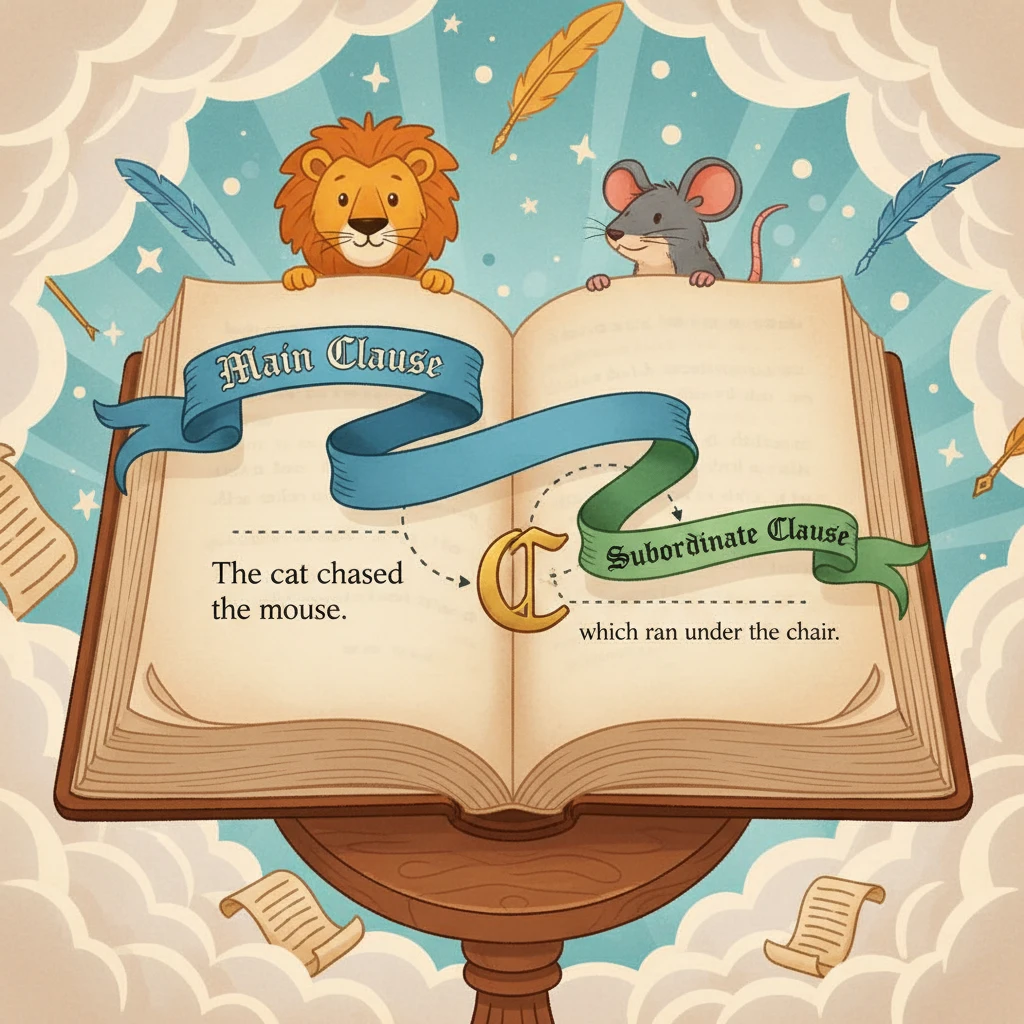 Main Clause
The cat chased
the mouse.
C
Subordinate Clause
which ran under the chair.